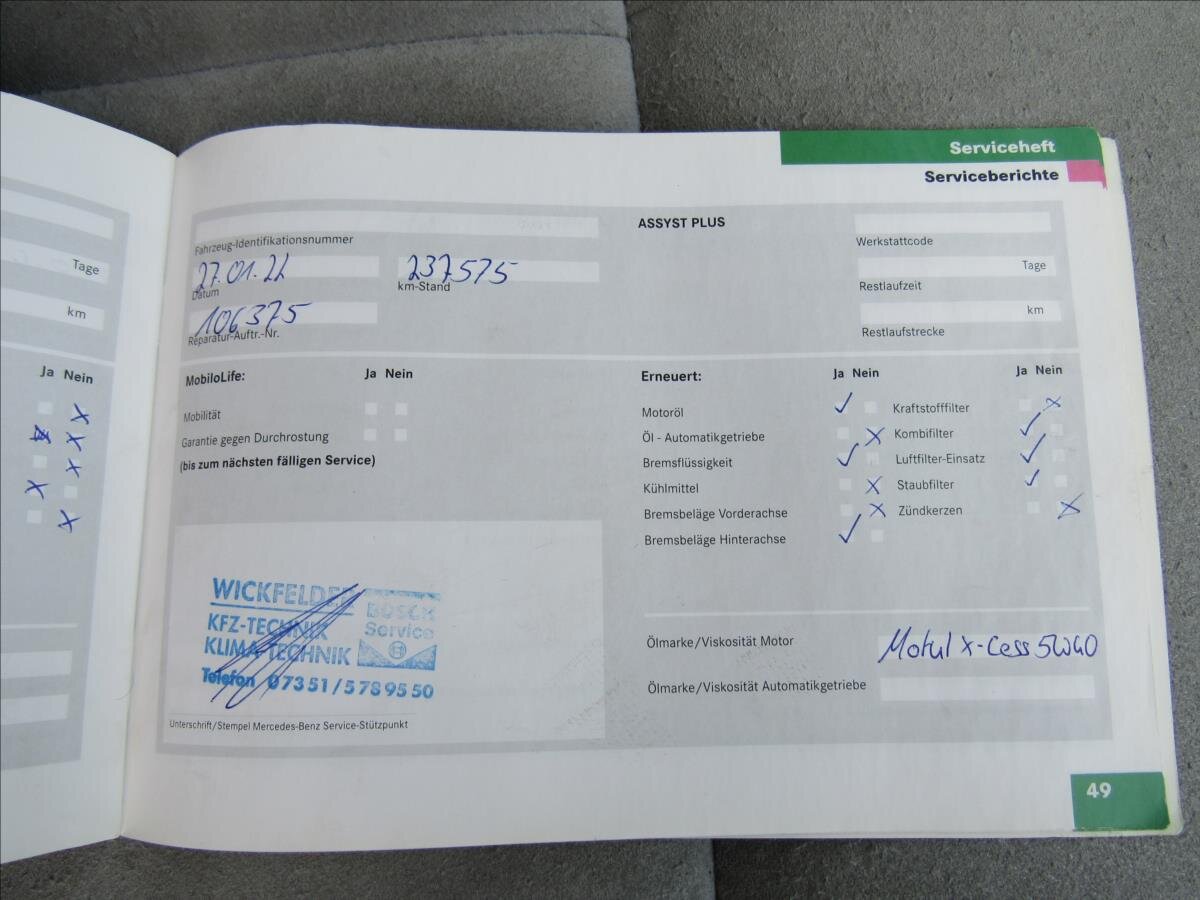 Serviceheft
Serviceberichte
Tage
km
Ja Nein
Fahrzeug-Identifikationsnummer
27.01.22 237575
Datum km-Stand
106375
Reparatur-Auftr.-Nr.
ASSYST PLUS
Werkstattcode
Tage
Restlaufzeit
km
Restlaufstrecke
MobiloLife: Ja Nein
Mobilität
Garantie gegen Durchrostung
(bis zum nächsten fälligen Service)
Erneuert: Ja Nein Ja Nein
Motoröl Kraftstofffilter
Öl - Automatikgetriebe Kombifilter
Bremsflüssigkeit Luftfilter-Einsatz
Kühlmittel Staubfilter
Bremsbeläge Vorderachse Zündkerzen
Bremsbeläge Hinterachse
WICKFELDER
KFZ-TECHNIK
KLIMA-TECHNIK
BOSCH
Service
Telefon 07351/5789550
Unterschrift/Stempel Mercedes-Benz Service-Stützpunkt
Ölmarke/Viskosität Motor Motul X-Cess 5W40
Ölmarke/Viskosität Automatikgetriebe
49